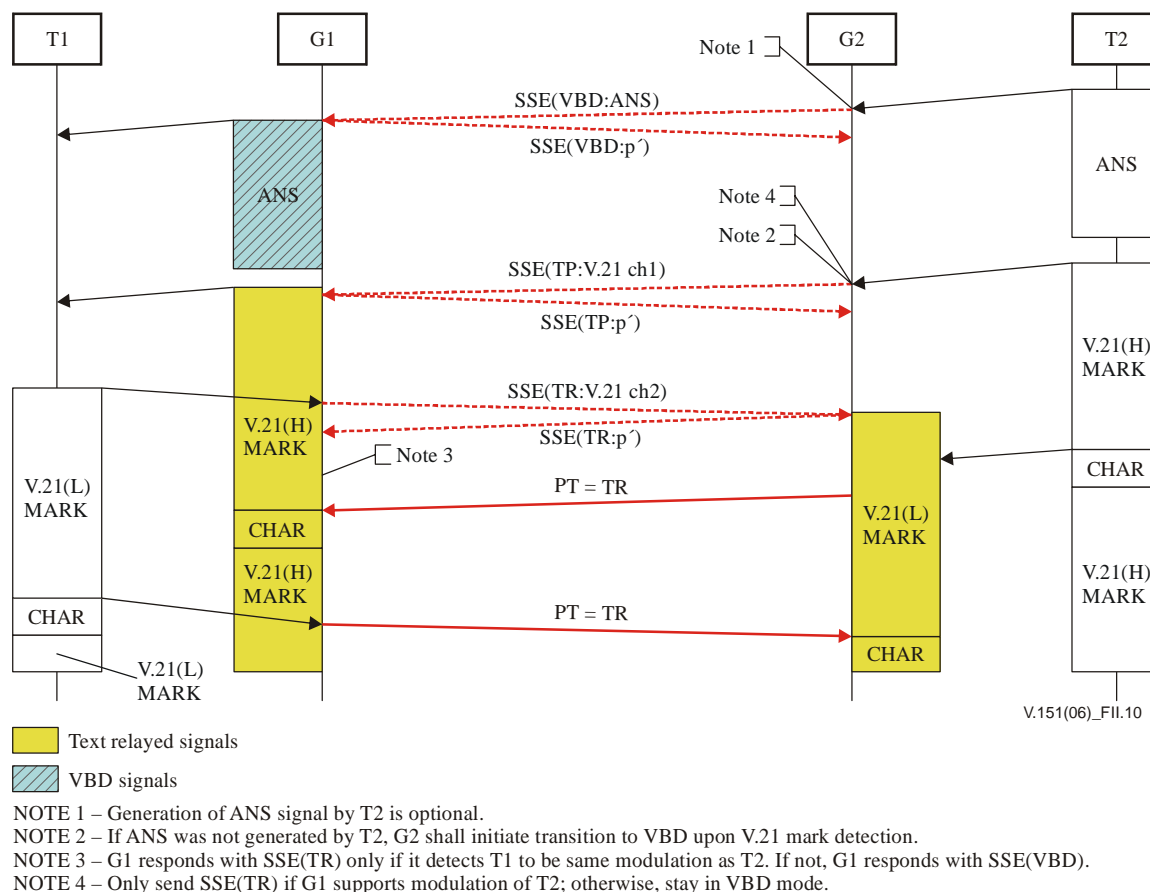 T1
G1
G2
T2
Note 1
SSE(VBD:ANS)
SSE(VBD:p´)
ANS
ANS
Note 4
Note 2
SSE(TP:V.21 ch1)
SSE(TP:p´)
V.21(H)
MARK
SSE(TR:V.21 ch2)
SSE(TR:p´)
V.21(H)
MARK
Note 3
CHAR
V.21(L)
MARK
PT = TR
V.21(L)
MARK
CHAR
V.21(H)
MARK
V.21(H)
MARK
CHAR
PT = TR
CHAR
V.21(L)
MARK
V.151(06)_FII.10
Text relayed signals
VBD signals
NOTE 1 – Generation of ANS signal by T2 is optional.
NOTE 2 – If ANS was not generated by T2, G2 shall initiate transition to VBD upon V.21 mark detection.
NOTE 3 – G1 responds with SSE(TR) only if it detects T1 to be same modulation as T2. If not, G1 responds with SSE(VBD).
NOTE 4 – Only send SSE(TR) if G1 supports modulation of T2; otherwise, stay in VBD mode.